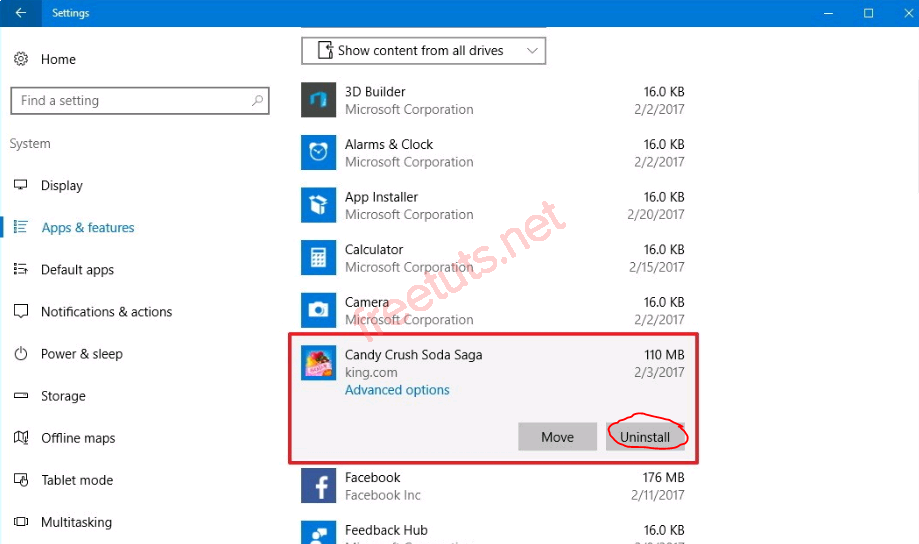 Settings
Home
Find a setting
System
Display
Apps & features
Default apps
Notifications & actions
Power & sleep
Storage
Offline maps
Tablet mode
Multitasking
Show content from all drives
3D Builder 16.0 KB
Microsoft Corporation 2/2/2017
Alarms & Clock 16.0 KB
Microsoft Corporation 2/2/2017
App Installer 16.0 KB
Microsoft Corporation 2/20/2017
Calculator 16.0 KB
Microsoft Corporation 2/15/2017
Camera 16.0 KB
Microsoft Corporation 2/2/2017
Candy Crush Soda Saga 110 MB
king.com 2/3/2017
Advanced options
Move Uninstall
Facebook 176 MB
Facebook Inc 2/11/2017
Feedback Hub 16.0 KB
freetuts.net